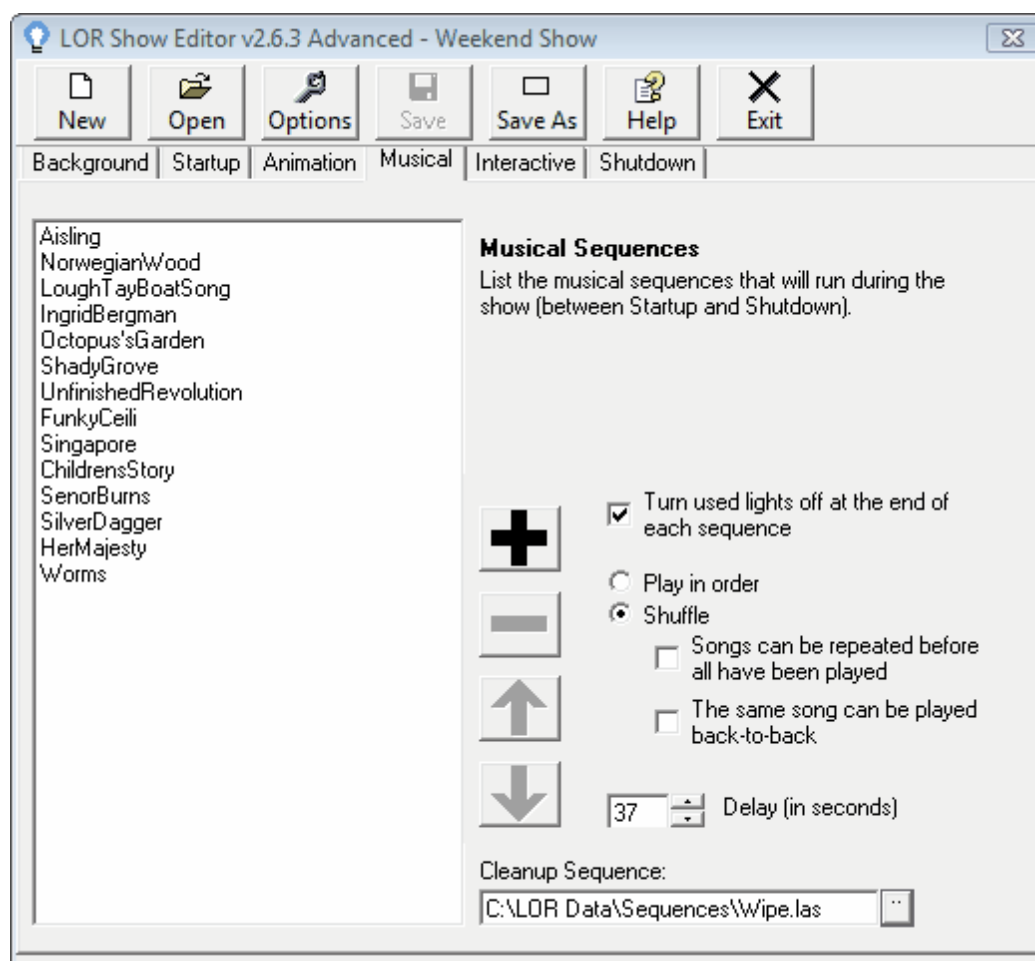 LOR Show Editor v2.6.3 Advanced - Weekend Show
New Open Options Save Save As Help Exit
Background Startup Animation Musical Interactive Shutdown
Aisling
NorwegianWood
LoughTayBoatSong
IngridBergman
Octopus'sGarden
ShadyGrove
UnfinishedRevolution
FunkyCeili
Singapore
ChildrensStory
SenorBurns
SilverDagger
HerMajesty
Worms
Musical Sequences
List the musical sequences that will run during the
show (between Startup and Shutdown).
Turn used lights off at the end of
each sequence
Play in order
Shuffle
Songs can be repeated before
all have been played
The same song can be played
back-to-back
37 Delay (in seconds)
Cleanup Sequence:
C:\LOR Data\Sequences\Wipe.las ..